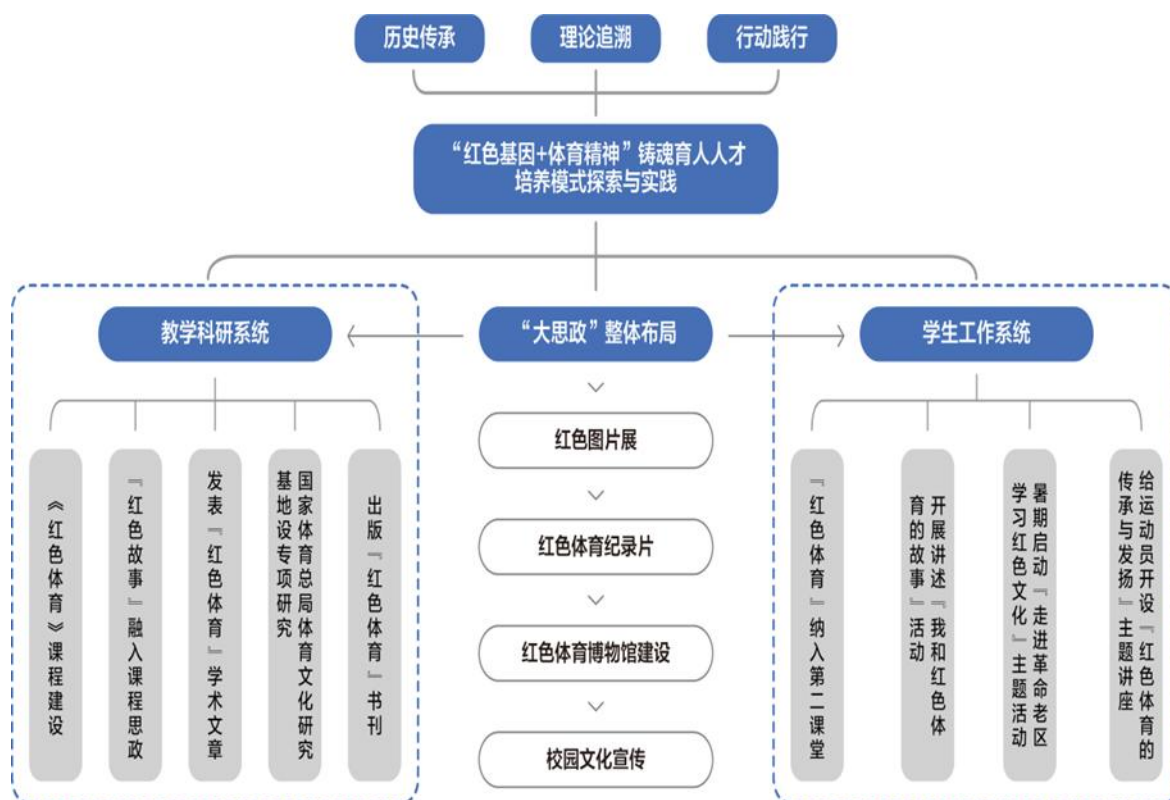 历史传承
理论追溯
行动践行
“红色基因+体育精神”铸魂育人人才
培养模式探索与实践
教学科研系统
“大思政”整体布局
学生工作系统
《红色体育》课程建设
『红色故事』融入课程思政
发表『红色体育』学术文章
国家体育总局体育文化研究
基地设专项研究
出版『红色体育』书刊
红色图片展
红色体育纪录片
红色体育博物馆建设
校园文化宣传
『红色体育』纳入第二课堂
开展讲述『我和红色体
育的故事』活动
暑期启动『走进革命老区
学习红色文化』主题活动
给运动员开设『红色体育的
传承与发扬』主题讲座